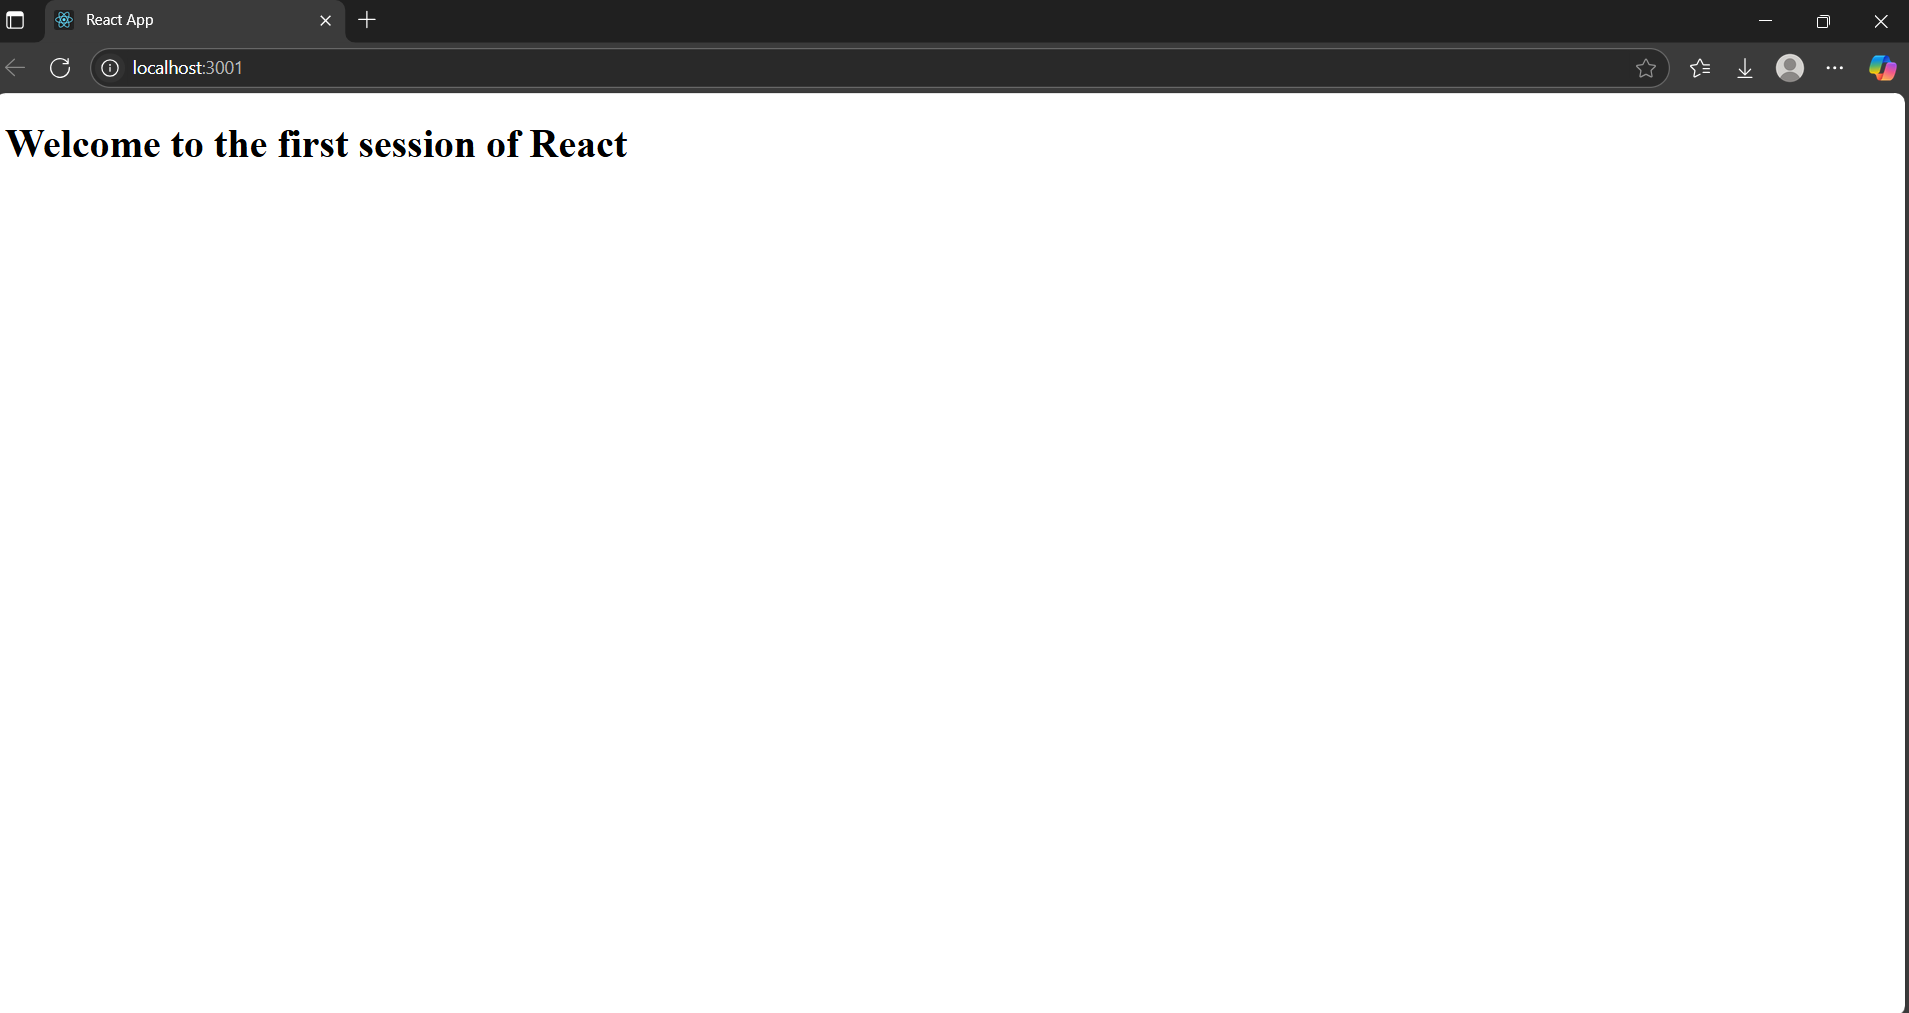 React App
localhost:3001
Welcome to the first session of React